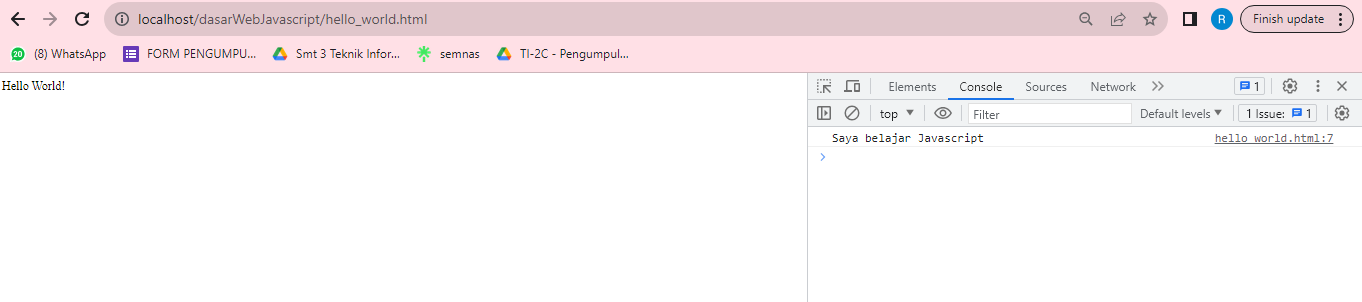 localhost/dasarWebJavascript/hello_world.html
R
Finish update
20
(8) WhatsApp
FORM PENGUMPU...
Smt 3 Teknik Infor...
semnas
TI-2C - Pengumpul...
Hello World!
Elements
Console
Sources
Network
1
top
Filter
Default levels
1 Issue:
1
Saya belajar Javascript
hello_world.html:7